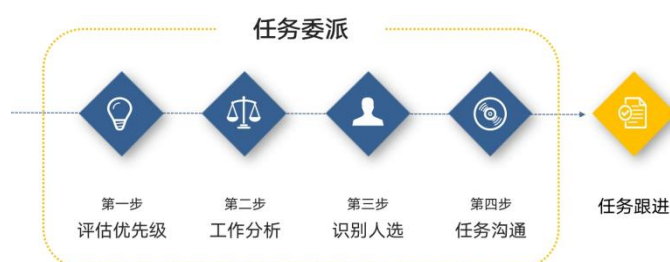 任务委派
第一步
评估优先级
第二步
工作分析
第三步
识别人选
第四步
任务沟通
任务跟进